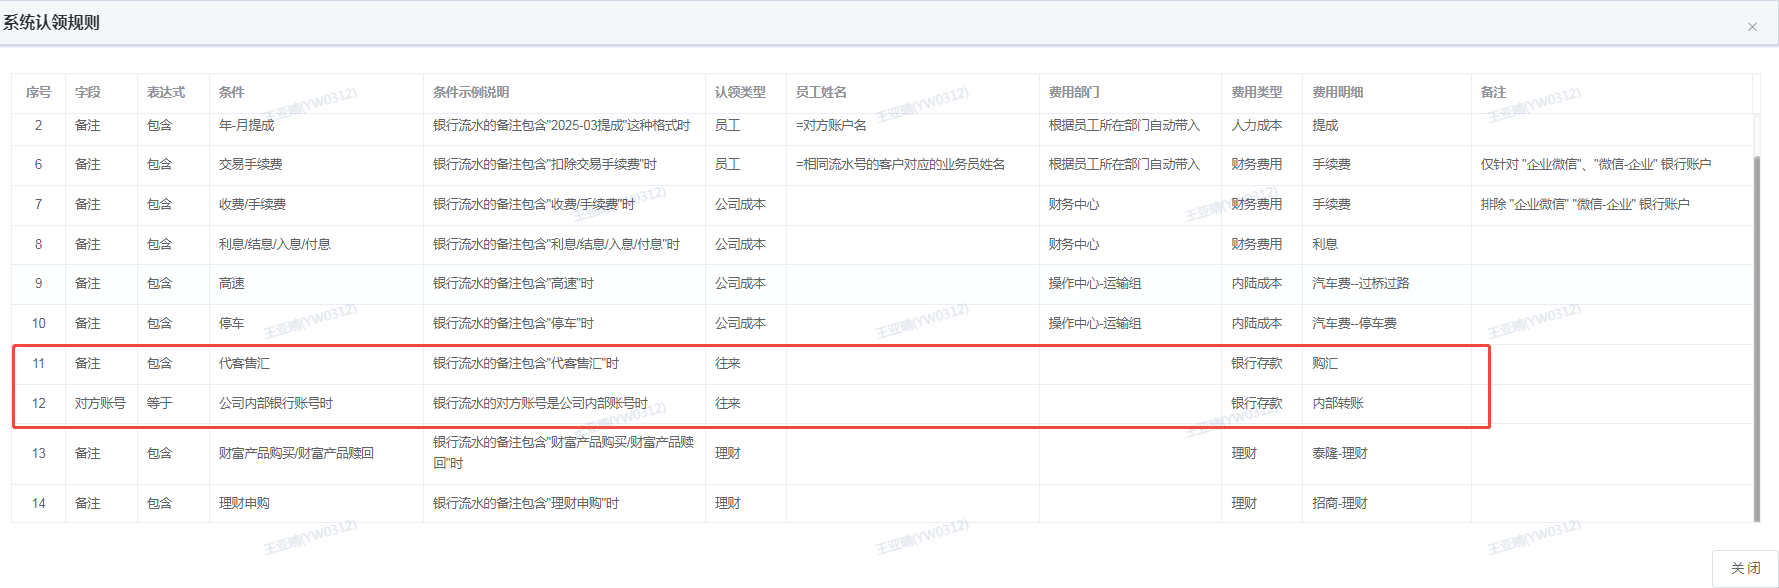 系统认领规则
×
序号 字段 表达式 条件 条件示例说明 认领类型 员工姓名 费用部门 费用类型 费用明细 备注
2 备注 包含 年-月提成 银行流水的备注包含"2025-03提成"这种格式时 员工 =对方账户名 根据员工所在部门自动带入 人力成本 提成
6 备注 包含 交易手续费 银行流水的备注包含"扣除交易手续费"时 员工 =相同流水号的客户对应的业务员姓名 根据员工所在部门自动带入 财务费用 手续费 仅针对 "企业微信"、"微信-企业" 银行账户
7 备注 包含 收费/手续费 银行流水的备注包含"收费/手续费"时 公司成本 财务中心 财务费用 手续费 排除 "企业微信" "微信-企业" 银行账户
8 备注 包含 利息/结息/入息/付息 银行流水的备注包含"利息/结息/入息/付息"时 公司成本 财务中心 财务费用 利息
9 备注 包含 高速 银行流水的备注包含"高速"时 公司成本 操作中心-运输组 内陆成本 汽车费--过桥过路
10 备注 包含 停车 银行流水的备注包含"停车"时 公司成本 操作中心-运输组 内陆成本 汽车费--停车费
11 备注 包含 代客售汇 银行流水的备注包含"代客售汇"时 往来 银行存款 购汇
12 对方账号 等于 公司内部银行账号时 银行流水的对方账号是公司内部账号时 往来 银行存款 内部转账
13 备注 包含 财富产品购买/财富产品赎回 银行流水的备注包含"财富产品购买/财富产品赎
回"时 理财 理财 泰隆-理财
14 备注 包含 理财申购 银行流水的备注包含"理财申购"时 理财 理财 招商-理财
王亚晴(YW0312) 王亚晴(YW0312) 王亚晴(YW0312)
关 闭